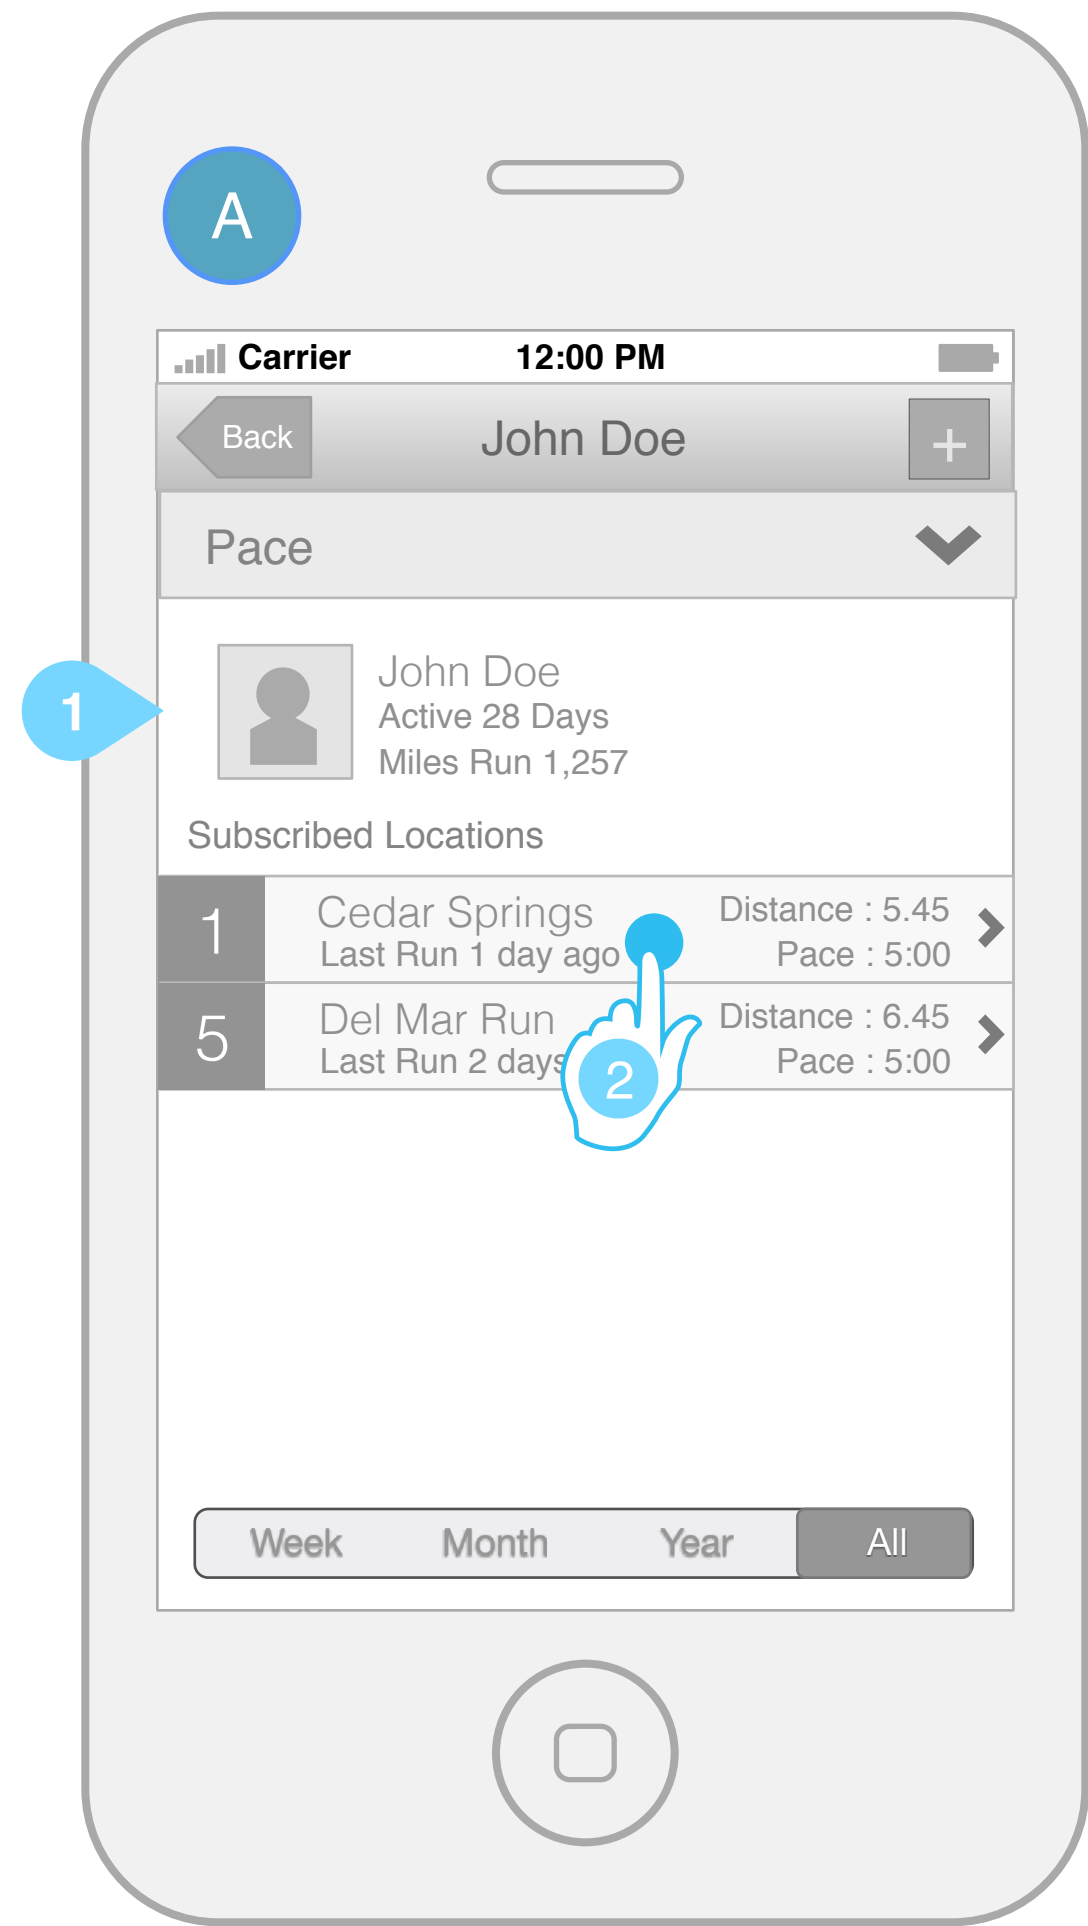 A
Carrier 12:00 PM
Back John Doe +
Pace
1
John Doe
Active 28 Days
Miles Run 1,257
Subscribed Locations
1 Cedar Springs Distance : 5.45
Last Run 1 day ago Pace : 5:00
5 Del Mar Run Distance : 6.45
Last Run 2 days Pace : 5:00
2
Week Month Year All